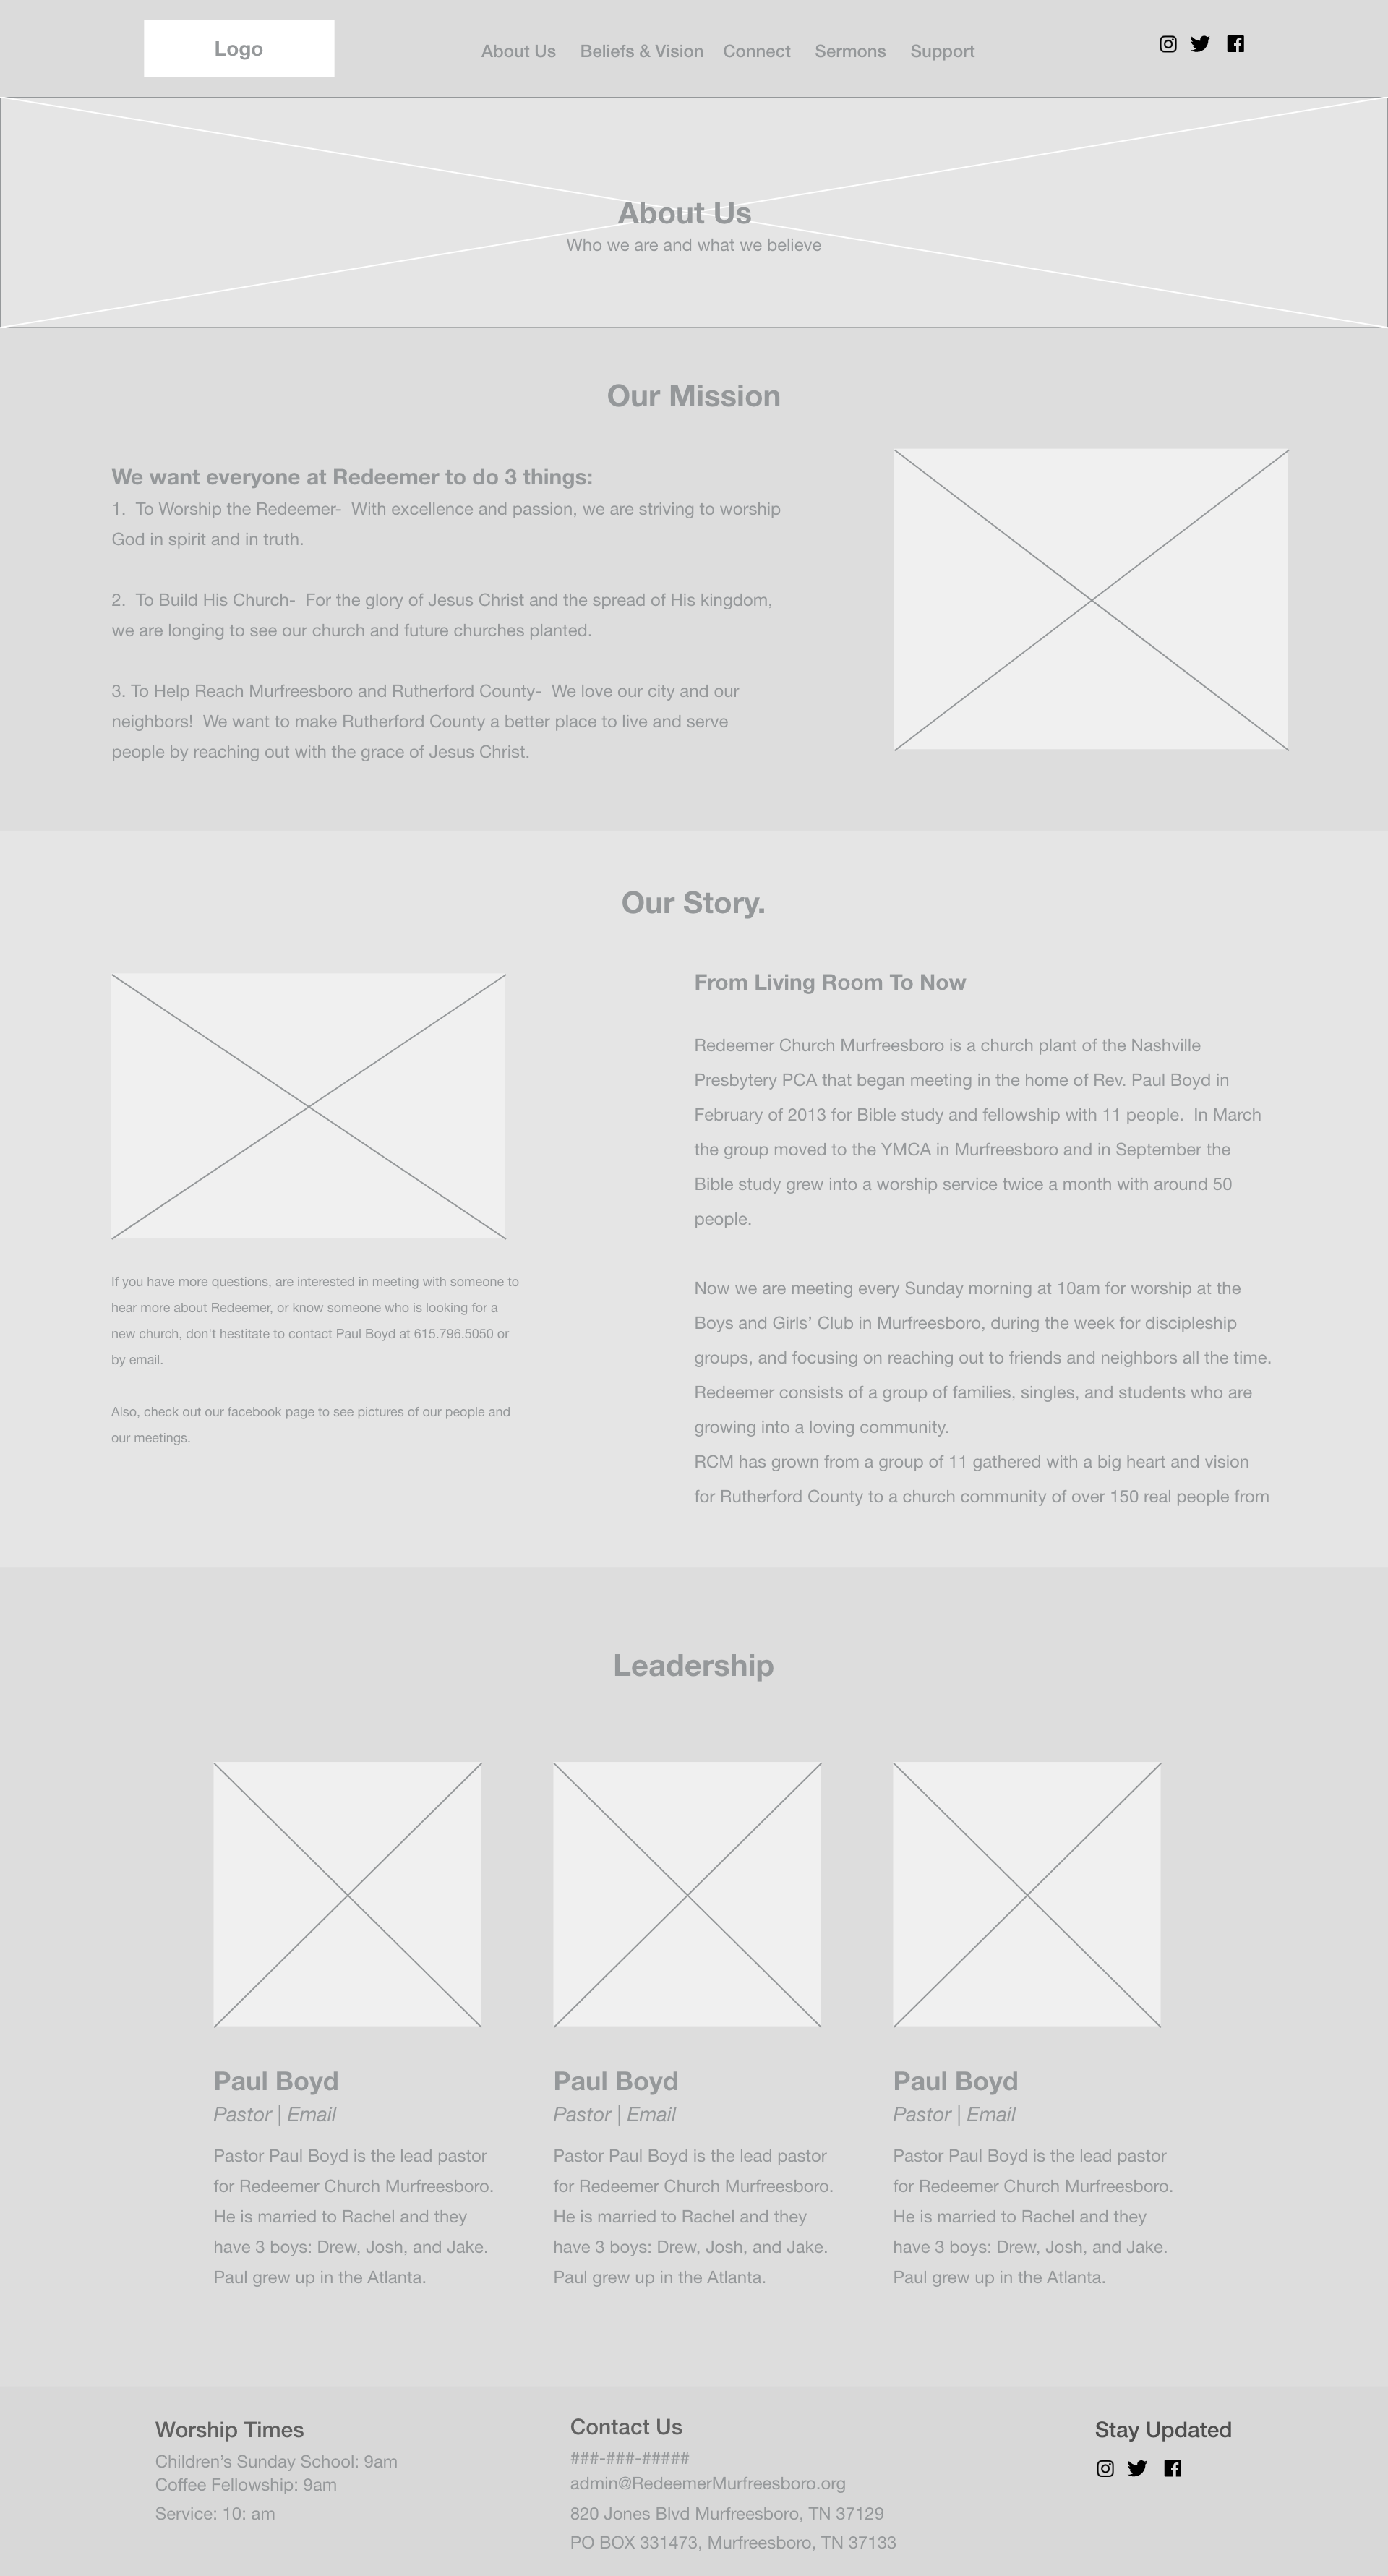 Logo
About Us Beliefs & Vision Connect Sermons Support
About Us
Who we are and what we believe
Our Mission
We want everyone at Redeemer to do 3 things:
1.  To Worship the Redeemer-  With excellence and passion, we are striving to worship
God in spirit and in truth.
2.  To Build His Church-  For the glory of Jesus Christ and the spread of His kingdom,
we are longing to see our church and future churches planted.
3. To Help Reach Murfreesboro and Rutherford County-  We love our city and our
neighbors!  We want to make Rutherford County a better place to live and serve
people by reaching out with the grace of Jesus Christ.
Our Story.
If you have more questions, are interested in meeting with someone to
hear more about Redeemer, or know someone who is looking for a
new church, don't hestitate to contact Paul Boyd at 615.796.5050 or
by email.
Also, check out our facebook page to see pictures of our people and
our meetings.
From Living Room To Now
Redeemer Church Murfreesboro is a church plant of the Nashville
Presbytery PCA that began meeting in the home of Rev. Paul Boyd in
February of 2013 for Bible study and fellowship with 11 people.  In March
the group moved to the YMCA in Murfreesboro and in September the
Bible study grew into a worship service twice a month with around 50
people.
Now we are meeting every Sunday morning at 10am for worship at the
Boys and Girls’ Club in Murfreesboro, during the week for discipleship
groups, and focusing on reaching out to friends and neighbors all the time.
Redeemer consists of a group of families, singles, and students who are
growing into a loving community.
RCM has grown from a group of 11 gathered with a big heart and vision
for Rutherford County to a church community of over 150 real people from
Leadership
Paul Boyd
Pastor | Email
Pastor Paul Boyd is the lead pastor
for Redeemer Church Murfreesboro.
He is married to Rachel and they
have 3 boys: Drew, Josh, and Jake.
Paul grew up in the Atlanta.
Paul Boyd
Pastor | Email
Pastor Paul Boyd is the lead pastor
for Redeemer Church Murfreesboro.
He is married to Rachel and they
have 3 boys: Drew, Josh, and Jake.
Paul grew up in the Atlanta.
Paul Boyd
Pastor | Email
Pastor Paul Boyd is the lead pastor
for Redeemer Church Murfreesboro.
He is married to Rachel and they
have 3 boys: Drew, Josh, and Jake.
Paul grew up in the Atlanta.
Worship Times
Children’s Sunday School: 9am
Coffee Fellowship: 9am
Service: 10: am
Contact Us
###-###-#####
admin@RedeemerMurfreesboro.org
820 Jones Blvd Murfreesboro, TN 37129
PO BOX 331473, Murfreesboro, TN 37133
Stay Updated